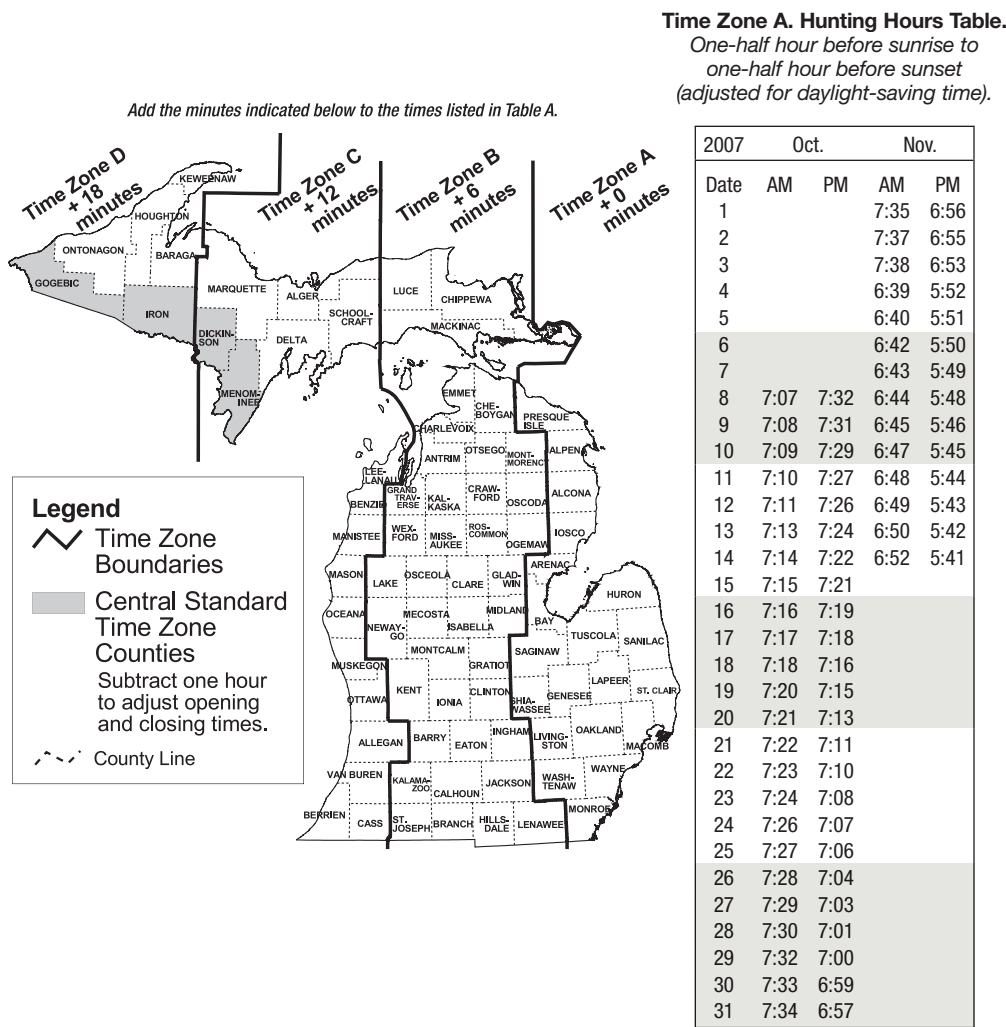 Time Zone A. Hunting Hours Table.
One-half hour before sunrise to
one-half hour before sunset
(adjusted for daylight-saving time).
Add the minutes indicated below to the times listed in Table A.
Time Zone D
+ 18
minutes
Time Zone C
+ 12
minutes
Time Zone B
+ 6
minutes
Time Zone A
+ 0
minutes
KEWEENAW
HOUGHTON
ONTONAGON
BARAGA
GOGEBIC
IRON
MARQUETTE
ALGER
LUCE
CHIPPEWA
SCHOOL-
CRAFT
MACKINAC
DICKIN-
SON
DELTA
MENOM-
INEE
EMMET
CHE-
BOYGAN
PRESQUE
ISLE
CHARLEVOIX
ANTRIM
OTSEGO
MONT-
MORENCY
ALPENA
LEE-
LANAU
BENZIE
GRAND
TRAV-
ERSE
KAL-
KASKA
CRAW-
FORD
OSCODA
ALCONA
MANISTEE
WEX-
FORD
MISS-
AUKEE
ROS-
COMMON
OGEMAW
IOSCO
ARENAC
MASON
LAKE
OSCEOLA
CLARE
GLAD-
WIN
HURON
OCEANA
NEWAY-
GO
MECOSTA
ISABELLA
MIDLAND
BAY
TUSCOLA
SANILAC
MONTCALM
GRATIOT
SAGINAW
MUSKEGON
OTTAWA
KENT
IONIA
CLINTON
SHIA-
WASSEE
GENESEE
LAPEER
ST. CLAIR
ALLEGAN
BARRY
EATON
INGHAM
LIVING-
STON
OAKLAND
MACOMB
VAN BUREN
KALAMA-
ZOO
CALHOUN
JACKSON
WASH-
TENAW
WAYNE
BERRIEN
CASS
ST.
JOSEPH
BRANCH
HILLS-
DALE
LENAWEE
MONROE
Legend
Time Zone
Boundaries
Central Standard
Time Zone
Counties
Subtract one hour
to adjust opening
and closing times.
County Line
2007 Oct. Nov.
Date AM PM AM PM
1 7:35 6:56
2 7:37 6:55
3 7:38 6:53
4 6:39 5:52
5 6:40 5:51
6 6:42 5:50
7 6:43 5:49
8 7:07 7:32 6:44 5:48
9 7:08 7:31 6:45 5:46
10 7:09 7:29 6:47 5:45
11 7:10 7:27 6:48 5:44
12 7:11 7:26 6:49 5:43
13 7:13 7:24 6:50 5:42
14 7:14 7:22 6:52 5:41
15 7:15 7:21
16 7:16 7:19
17 7:17 7:18
18 7:18 7:16
19 7:20 7:15
20 7:21 7:13
21 7:22 7:11
22 7:23 7:10
23 7:24 7:08
24 7:26 7:07
25 7:27 7:06
26 7:28 7:04
27 7:29 7:03
28 7:30 7:01
29 7:32 7:00
30 7:33 6:59
31 7:34 6:57